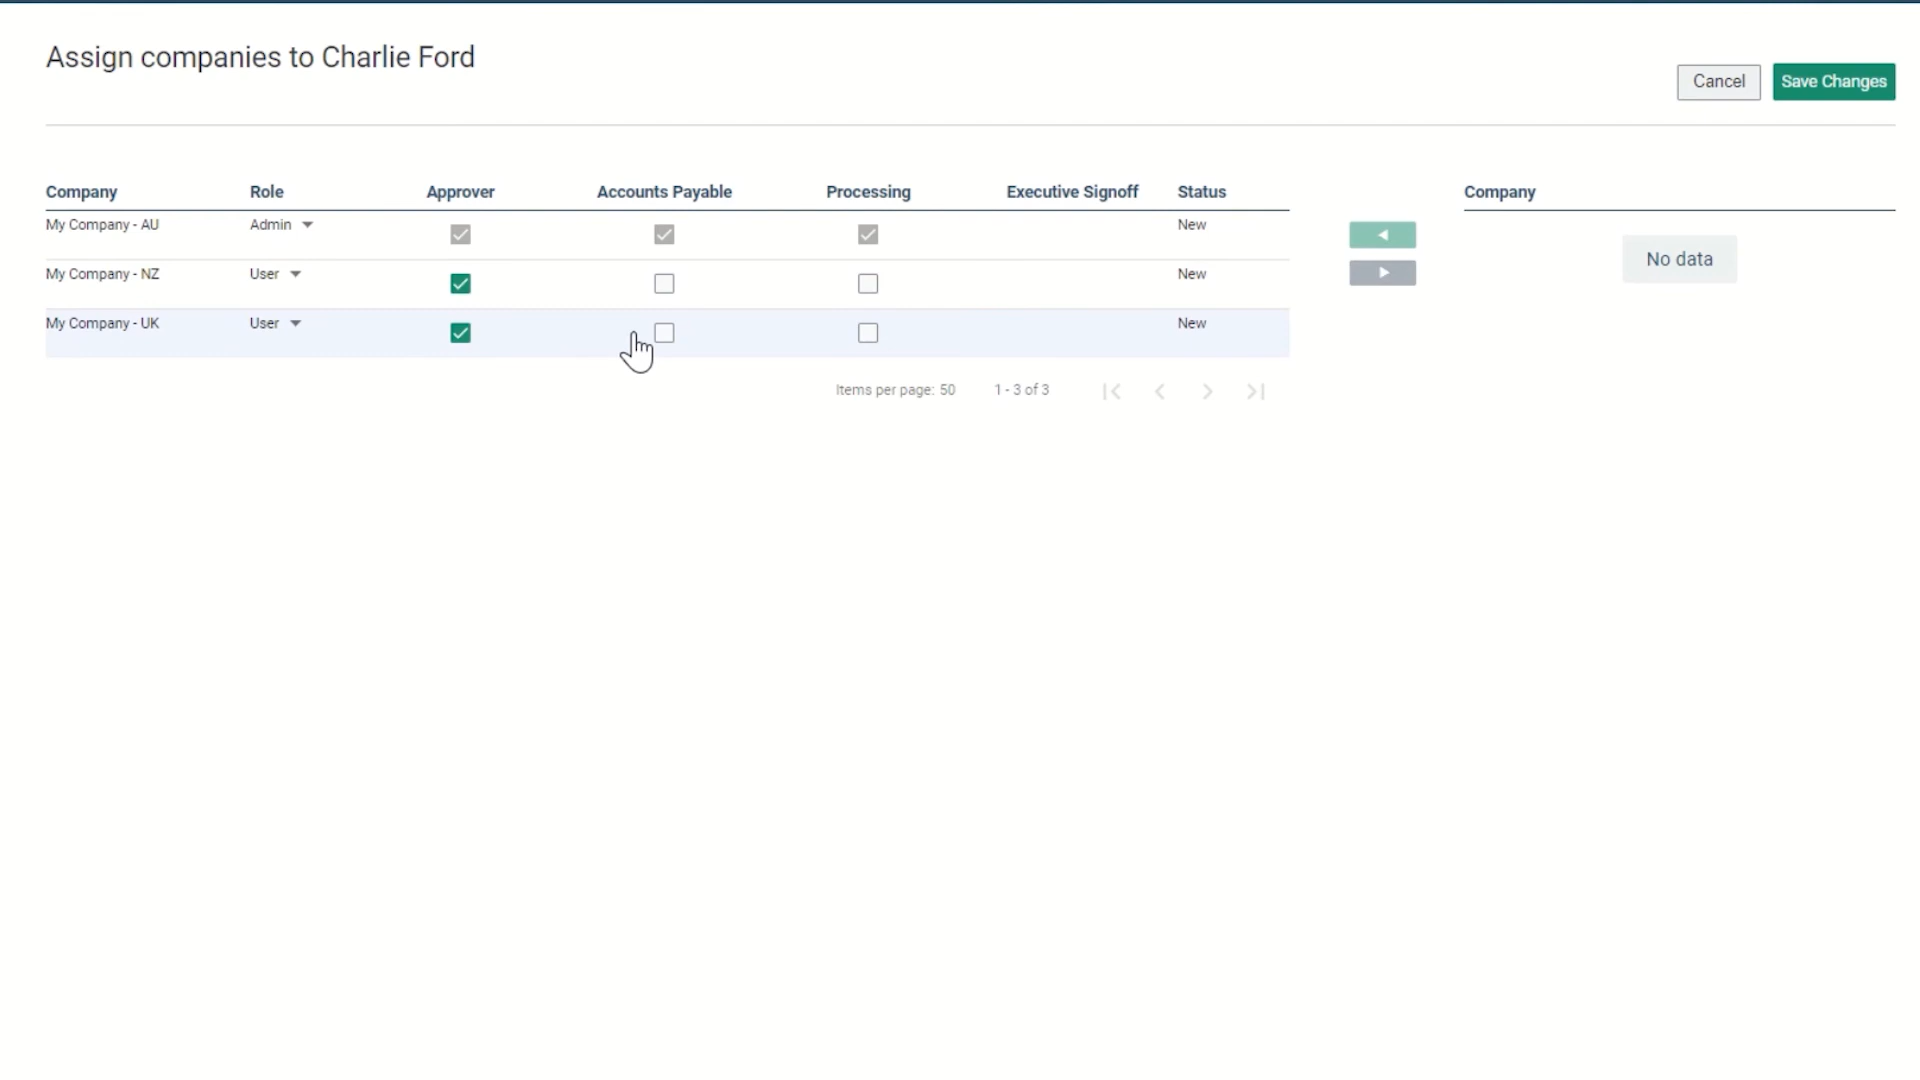 Assign companies to Charlie Ford
Cancel
Save Changes
Company Role Approver Accounts Payable Processing Executive Signoff Status
Company
My Company - AU Admin New
My Company - NZ User New
My Company - UK User New
No data
Items per page: 50 1 - 3 of 3